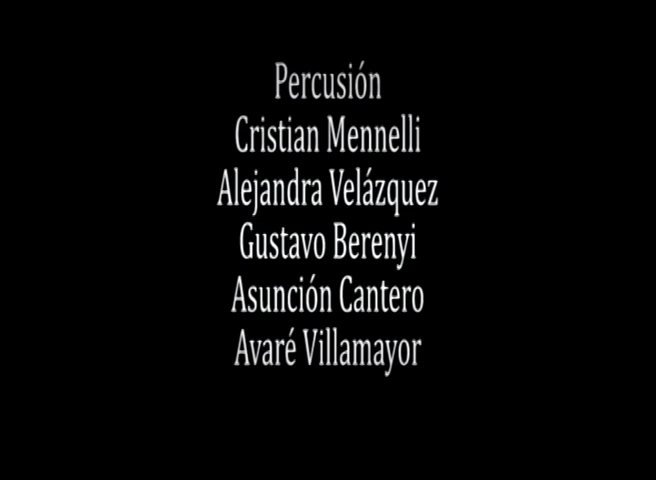 Percusión
Cristian Mennelli
Alejandra Velázquez
Gustavo Berenyi
Asunción Cantero
Avaré Villamayor